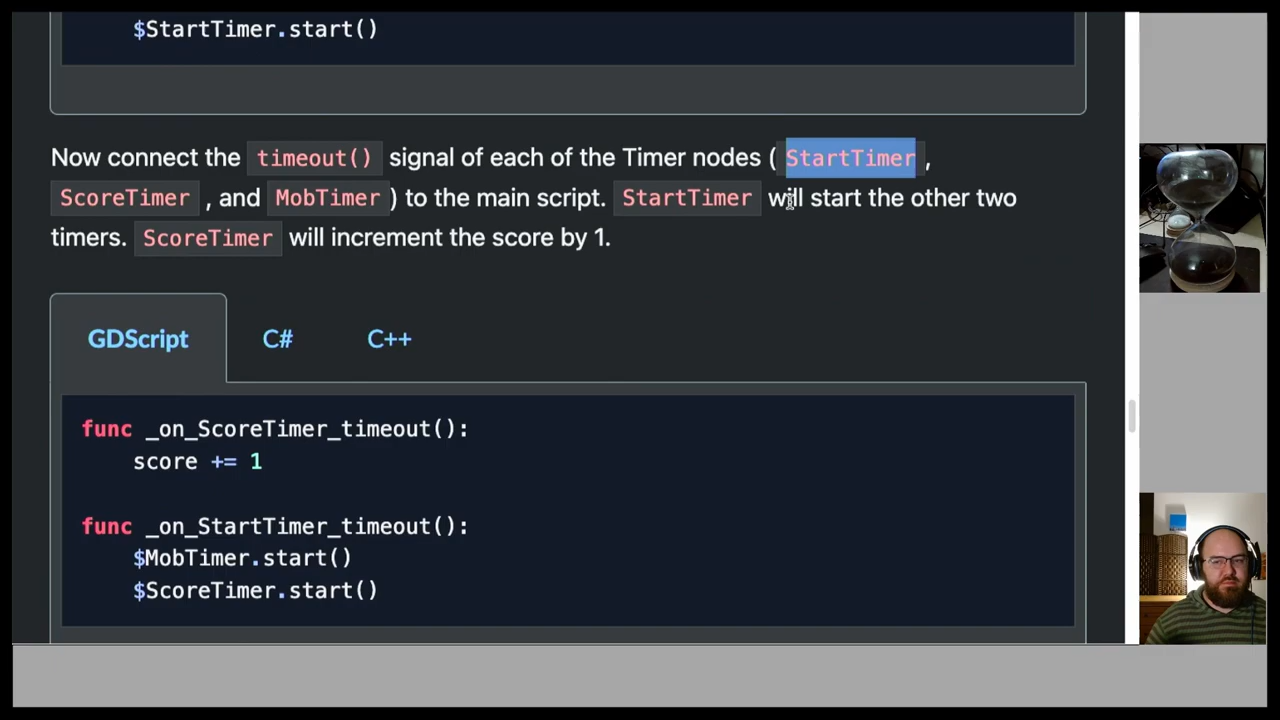 $StartTimer.start()
Now connect the timeout() signal of each of the Timer nodes ( StartTimer ,
ScoreTimer , and MobTimer ) to the main script. StartTimer will start the other two
timers. ScoreTimer will increment the score by 1.
GDScript C# C++
func _on_ScoreTimer_timeout():
score += 1
func _on_StartTimer_timeout():
$MobTimer.start()
$ScoreTimer.start()